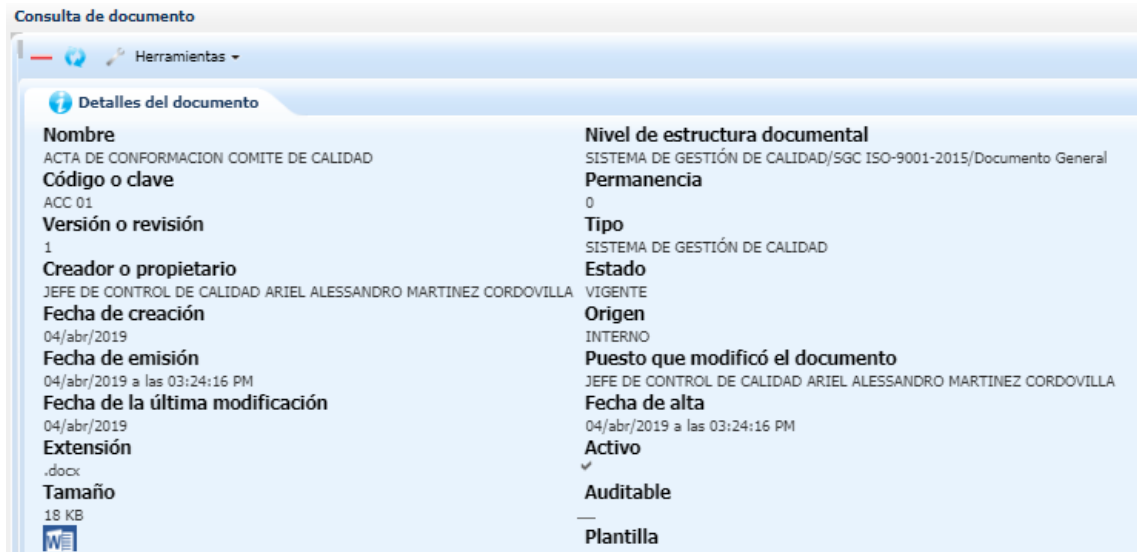 Consulta de documento
Herramientas
Detalles del documento
Nombre
ACTA DE CONFORMACION COMITE DE CALIDAD
Código o clave
ACC 01
Versión o revisión
1
Creador o propietario
JEFE DE CONTROL DE CALIDAD ARIEL ALESSANDRO MARTINEZ CORDOVILLA
Fecha de creación
04/abr/2019
Fecha de emisión
04/abr/2019 a las 03:24:16 PM
Fecha de la última modificación
04/abr/2019
Extensión
.docx
Tamaño
18 KB
Nivel de estructura documental
SISTEMA DE GESTIÓN DE CALIDAD/SGC ISO-9001-2015/Documento General
Permanencia
0
Tipo
SISTEMA DE GESTIÓN DE CALIDAD
Estado
VIGENTE
Origen
INTERNO
Puesto que modificó el documento
JEFE DE CONTROL DE CALIDAD ARIEL ALESSANDRO MARTINEZ CORDOVILLA
Fecha de alta
04/abr/2019 a las 03:24:16 PM
Activo
Auditable
Plantilla